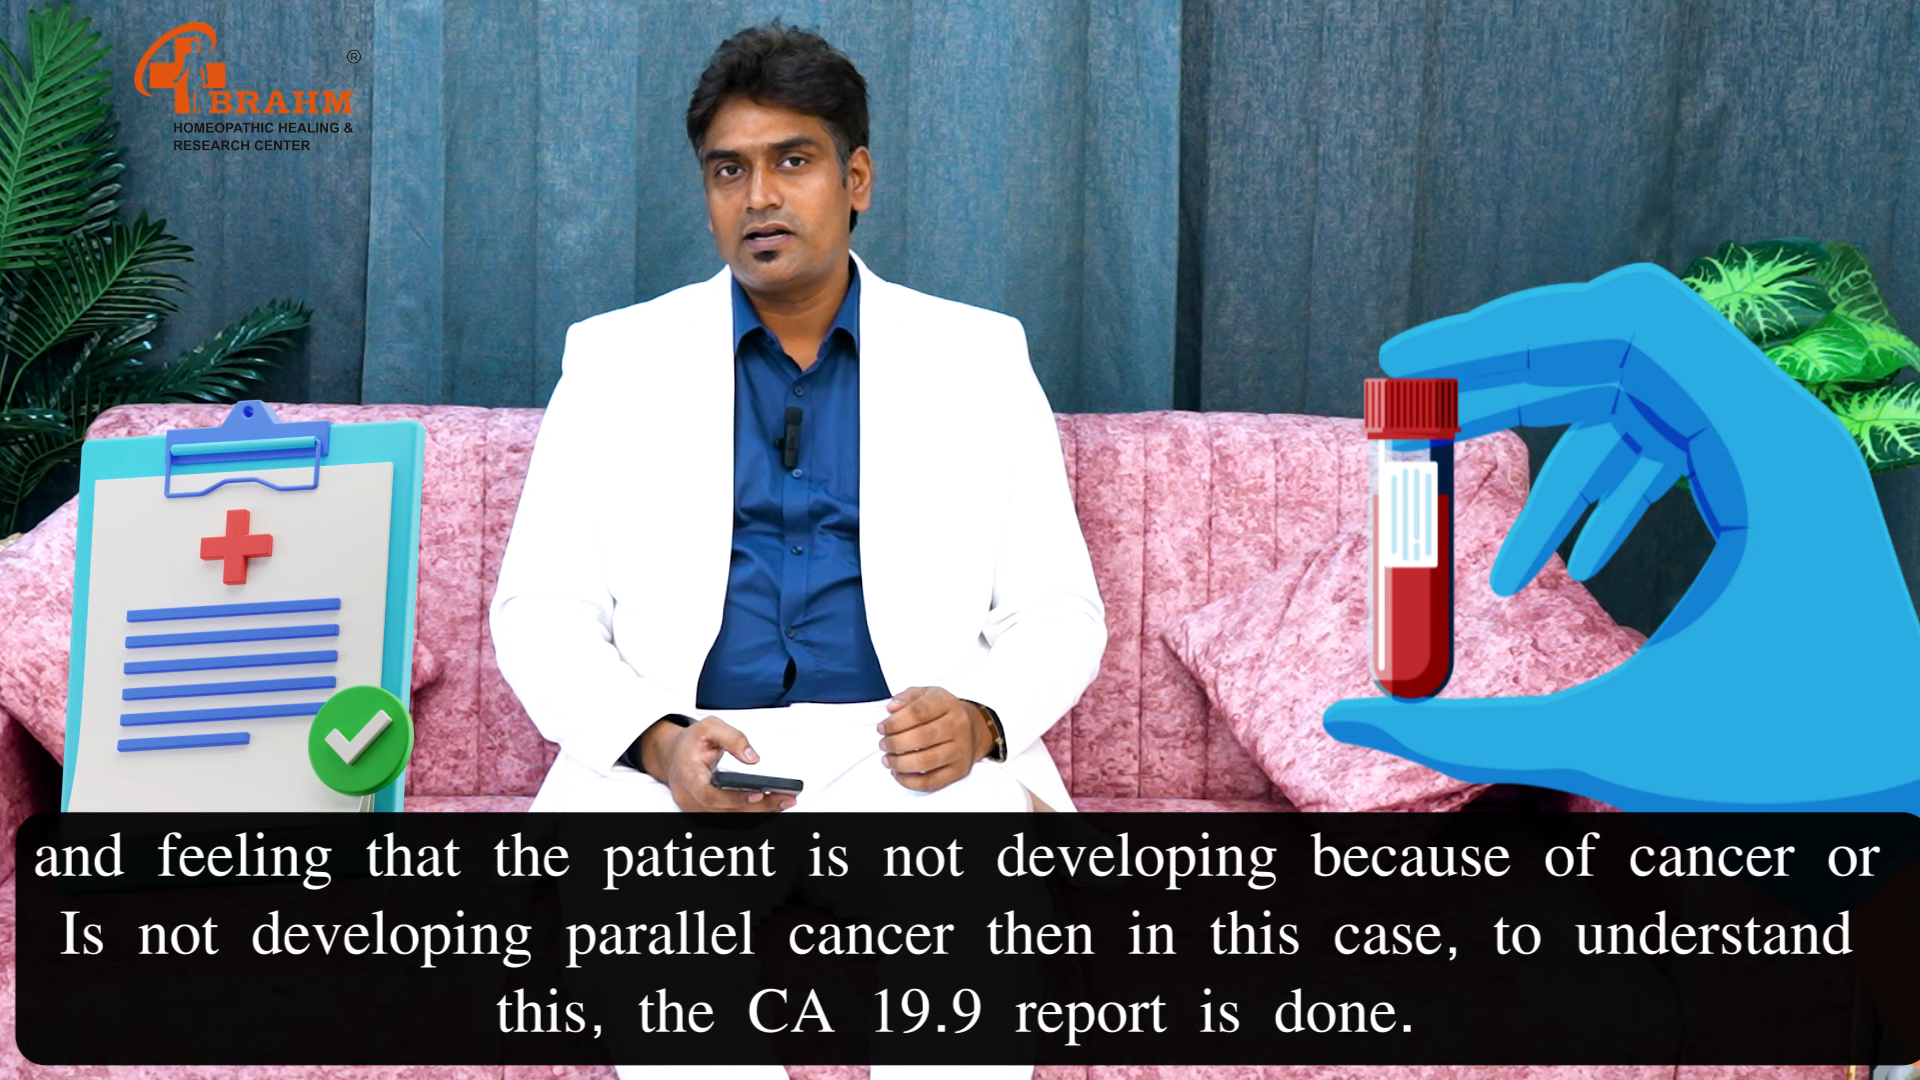 ®
BRAHM
HOMEOPATHIC HEALING &
RESEARCH CENTER
and feeling that the patient is not developing because of cancer or
Is not developing parallel cancer then in this case, to understand
this, the CA 19.9 report is done.